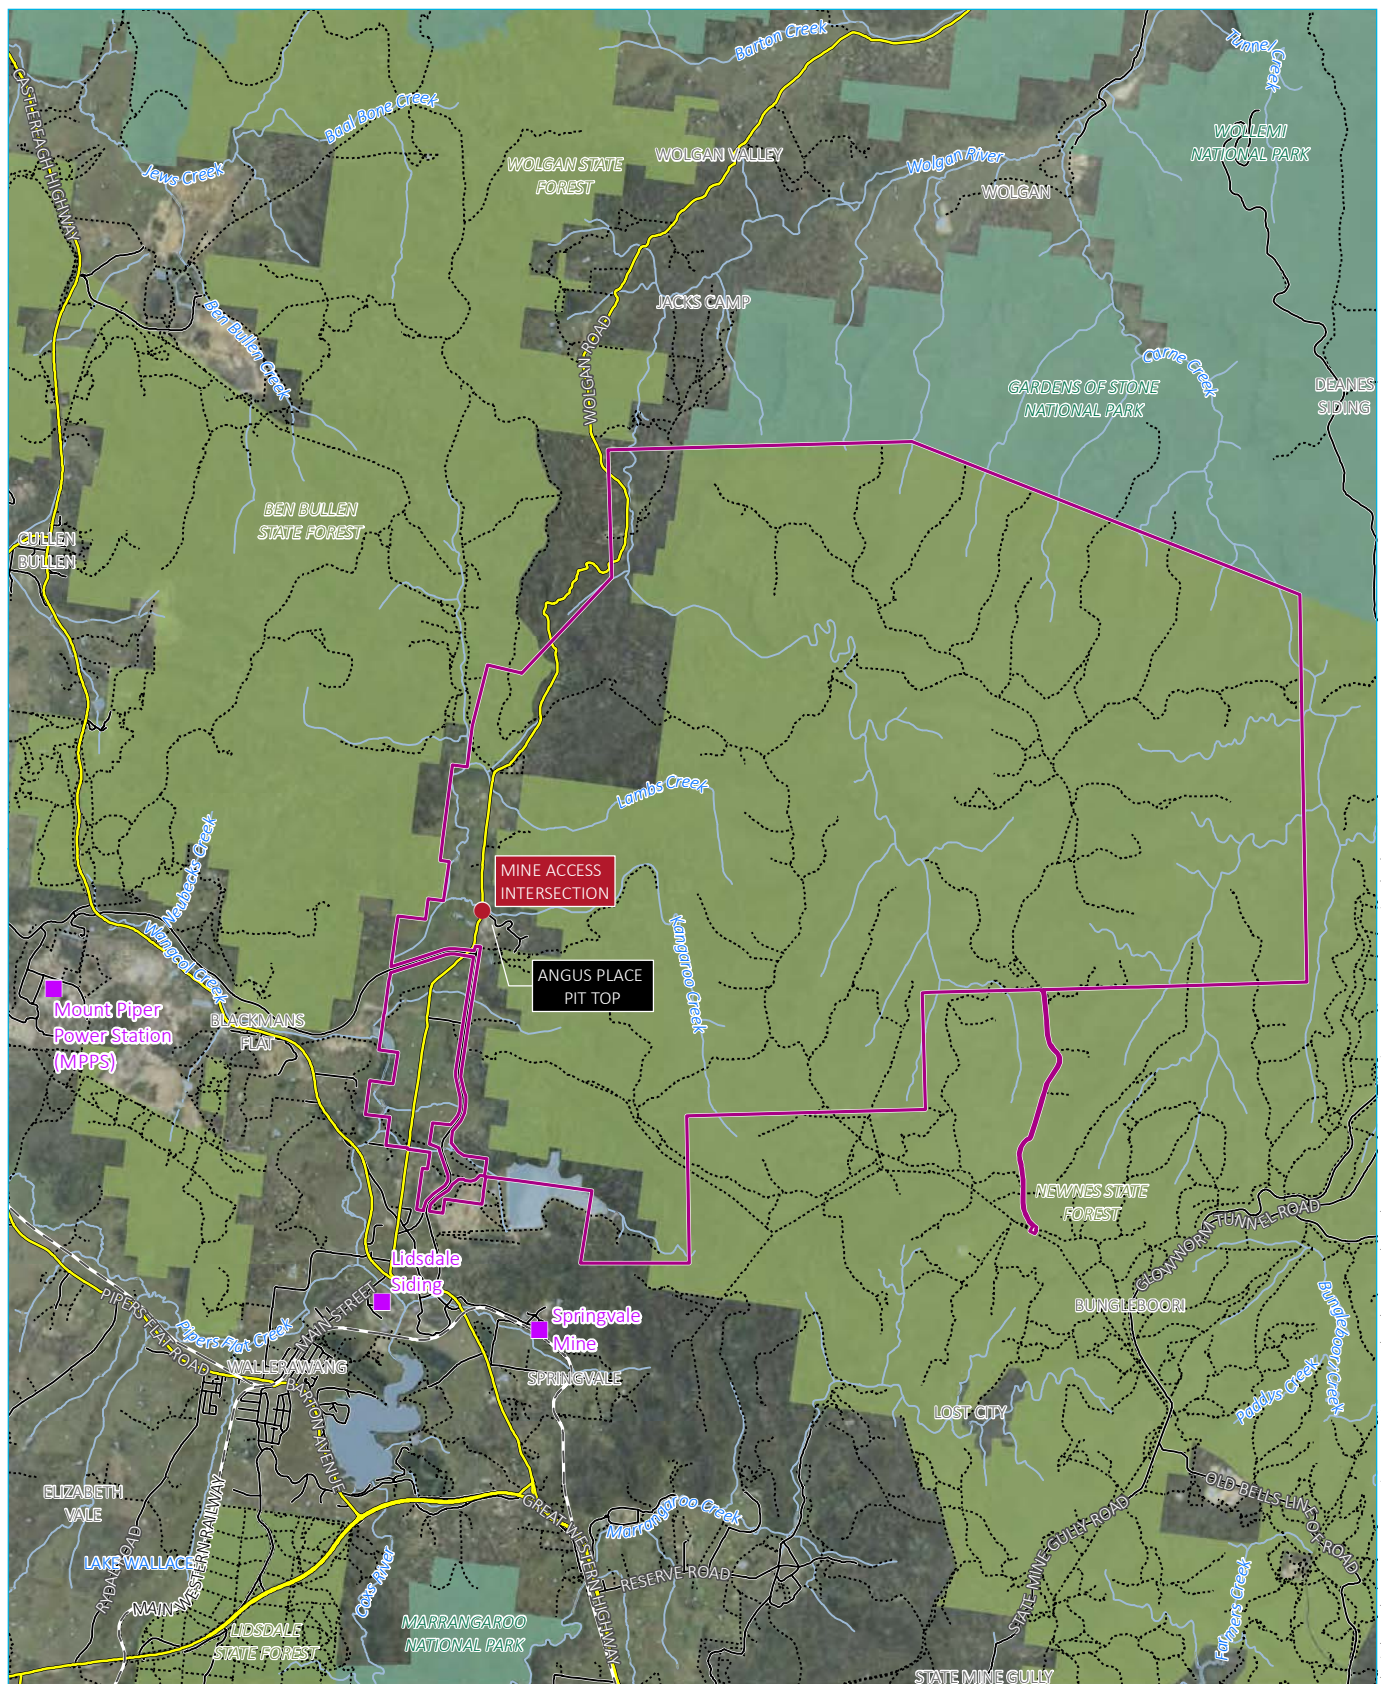 Barton Creek
Tunnel Creek
CASTLEREAGH HIGHWAY
Baal Bone Creek
WOLLEMI
NATIONAL PARK
WOLGAN STATE
FOREST
WOLGAN VALLEY
Wolgan River
Jews Creek
WOLGAN
JACKS CAMP
Ben Bullen Creek
WOLGAN ROAD
Carne Creek
GARDENS OF STONE
NATIONAL PARK
DEANES
SIDING
BEN BULLEN
STATE FOREST
CULLEN
BULLEN
Lambs Creek
Neubecks Creek
MINE ACCESS
INTERSECTION
Wangcol Creek
Kangaroo Creek
ANGUS PLACE
PIT TOP
Mount Piper
Power Station
(MPPS)
BLACKMANS
FLAT
NEWNES STATE
FOREST
GLOWWORM TUNNEL ROAD
Lidsdale
Siding
PIPERS FLAT ROAD
Pipers Flat Creek
MAIN STREET
Springvale
Mine
BUNGLEBOORI
Bungleboori Creek
WALLERAWANG
SPRINGVALE
BARTON AVENUE
Paddys Creek
LOST CITY
ELIZABETH
VALE
OLD BELLS LINE OF ROAD
GREAT WESTERN HIGHWAY
Marrangaroo Creek
STATE MINE GULLY ROAD
LAKE WALLACE
RYDAL ROAD
MAIN WESTERN RAILWAY
Coxs River
RESERVE ROAD
Farmers Creek
LIDSDALE
STATE FOREST
MARRANGAROO
NATIONAL PARK
STATE MINE GULLY